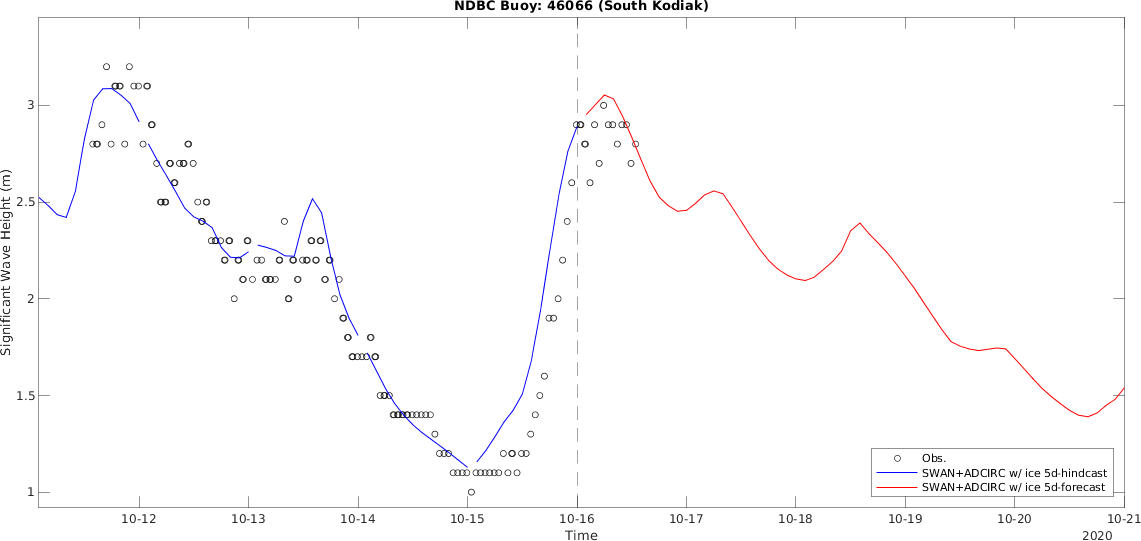 NDBC Buoy: 46066 (South Kodiak)
Significant Wave Height (m)
3
2.5
2
1.5
1
10-12
10-13
10-14
10-15
10-16
10-17
10-18
10-19
10-20
10-21
Time
2020
Obs.
SWAN+ADCIRC w/ ice 5d-hindcast
SWAN+ADCIRC w/ ice 5d-forecast